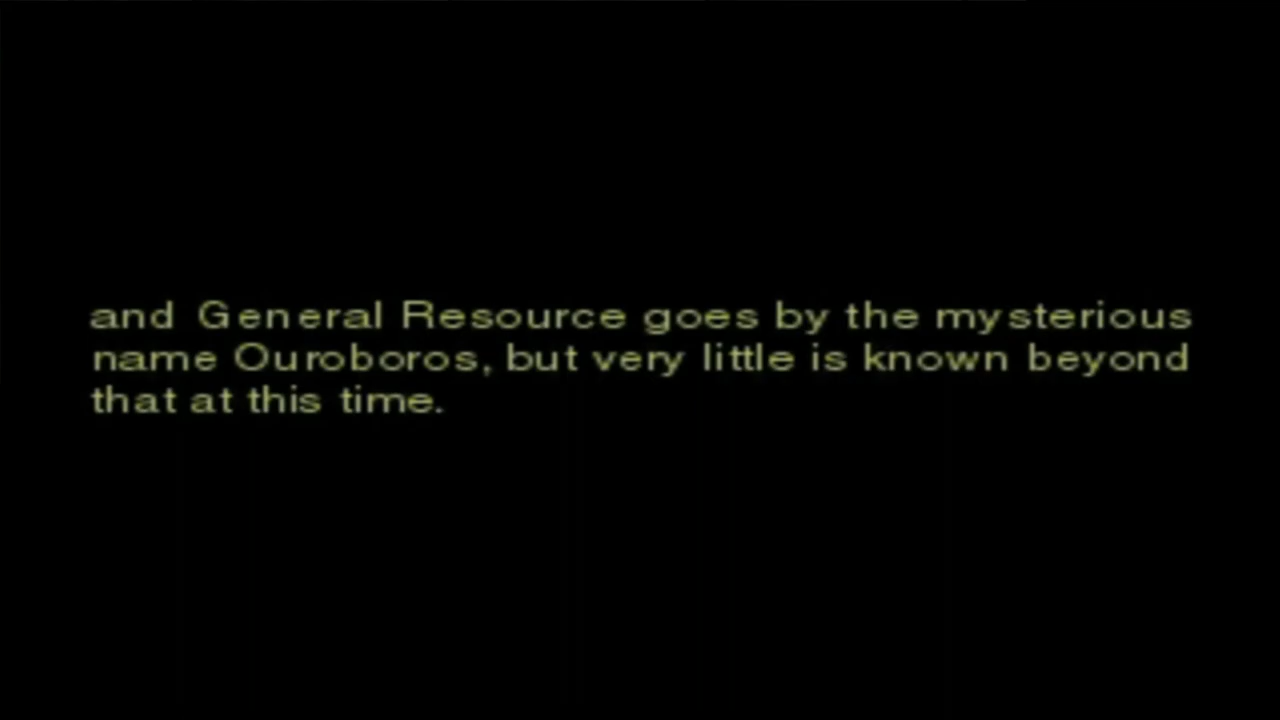 and General Resource goes by the mysterious
name Ouroboros, but very little is known beyond
that at this time.